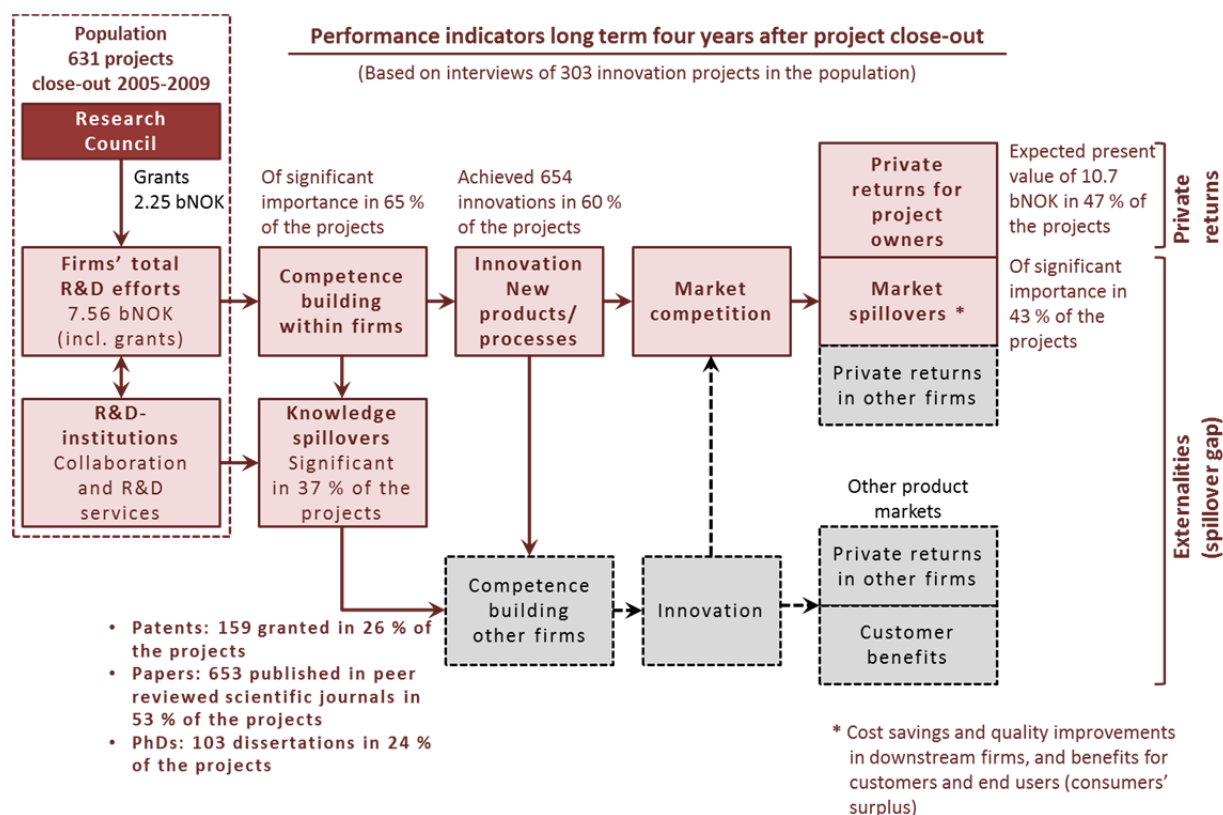 Population
631 projects
close-out 2005-2009
Performance indicators long term four years after project close-out
(Based on interviews of 303 innovation projects in the population)
Research
Council
Grants
2.25 bNOK
Of significant
importance in 65 %
of the projects
Achieved 654
innovations in 60 %
of the projects
Private
returns for
project
owners
Expected present
value of 10.7
bNOK in 47 % of
the projects
Private
returns
Firms’ total
R&D efforts
7.56 bNOK
(incl. grants)
Competence
building
within firms
Innovation
New
products/
processes
Market
competition
Market
spillovers *
Of significant
importance in
43 % of the
projects
Private returns
in other firms
R&D-
institutions
Collaboration
and R&D
services
Knowledge
spillovers
Significant
in 37 % of the
projects
Externalities
(spillover gap)
Other product
markets
Competence
building
other firms
Innovation
Private returns
in other firms
Customer
benefits
• Patents: 159 granted in 26 % of
the projects
• Papers: 653 published in peer
reviewed scientific journals in
53 % of the projects
• PhDs: 103 dissertations in 24 %
of the projects
* Cost savings and quality improvements
in downstream firms, and benefits for
customers and end users (consumers’
surplus)